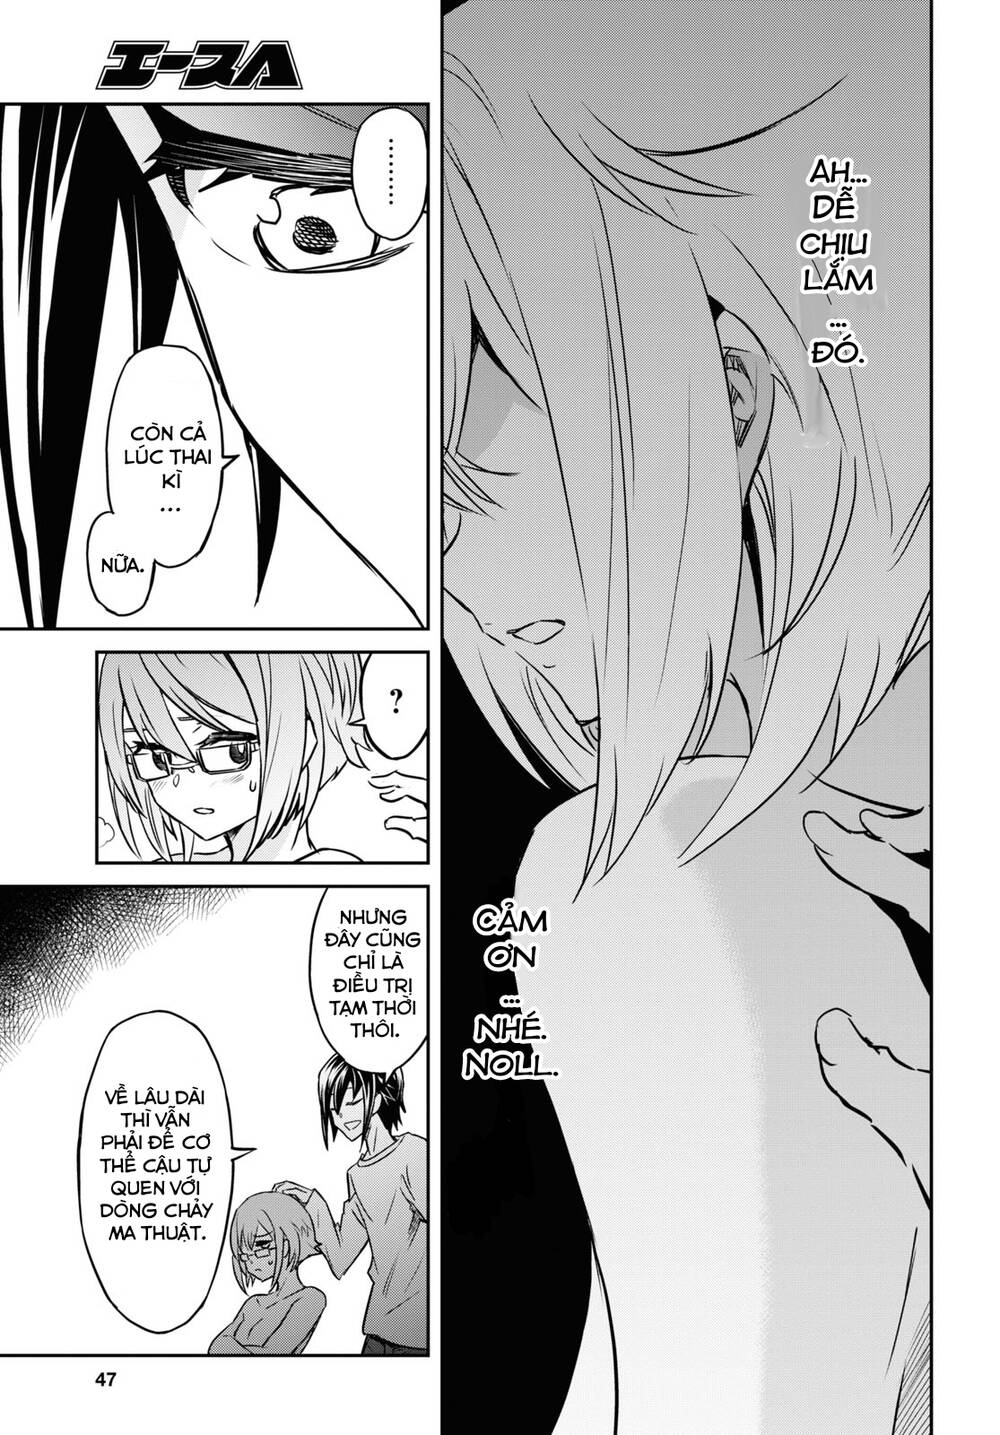 AH...
DỄ
CHỊU
LẮM
...
ĐÓ.
CẢM
ƠN
...
NHÉ.
NOLL.
エースA
.........
CÒN CẢ
LÚC THAI
KÌ
...
NỮA.
?
NHƯNG
ĐÂY CŨNG
CHỈ LÀ
ĐIỀU TRỊ
TẠM THỜI
THÔI.
VỀ LÂU DÀI
THÌ VẪN
PHẢI ĐỂ CƠ
THỂ CẬU TỰ
QUEN VỚI
DÒNG CHẢY
MA THUẬT.
47